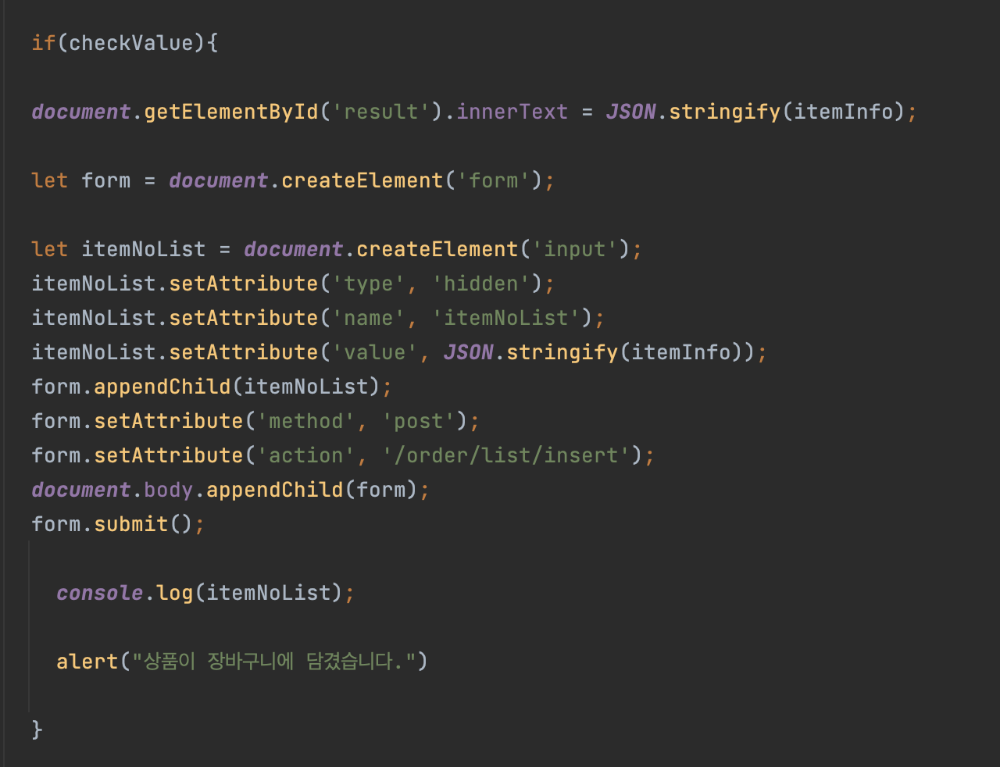 if(checkValue){
document.getElementById('result').innerText = JSON.stringify(itemInfo);
let form = document.createElement('form');
let itemNoList = document.createElement('input');
itemNoList.setAttribute('type', 'hidden');
itemNoList.setAttribute('name', 'itemNoList');
itemNoList.setAttribute('value', JSON.stringify(itemInfo));
form.appendChild(itemNoList);
form.setAttribute('method', 'post');
form.setAttribute('action', '/order/list/insert');
document.body.appendChild(form);
form.submit();
console.log(itemNoList);
alert("상품이 장바구니에 담겼습니다.")
}